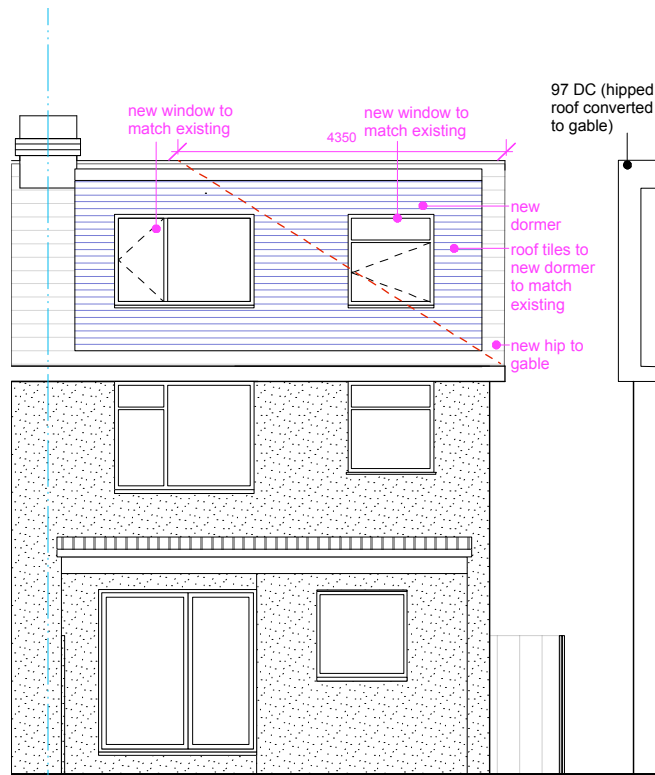 new window to
match existing
new window to
match existing
4350
97 DC (hipped
roof converted
to gable)
new
dormer
roof tiles to
new dormer
to match
existing
new hip to
gable